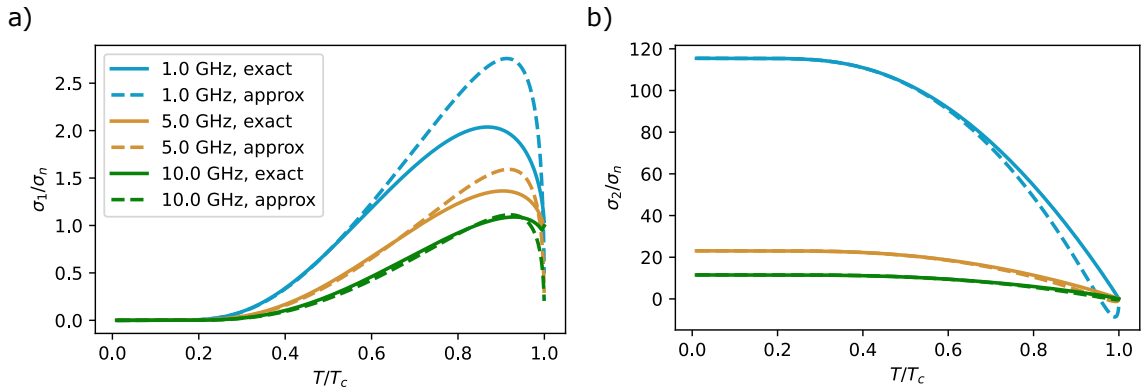 a)
σ1/σn
2.5
2.0
1.5
1.0
0.5
0.0
1.0 GHz, exact
1.0 GHz, approx
5.0 GHz, exact
5.0 GHz, approx
10.0 GHz, exact
10.0 GHz, approx
0.0 0.2 0.4 0.6 0.8 1.0
T/Tc
b)
σ2/σn
120
100
80
60
40
20
0
0.0 0.2 0.4 0.6 0.8 1.0
T/Tc